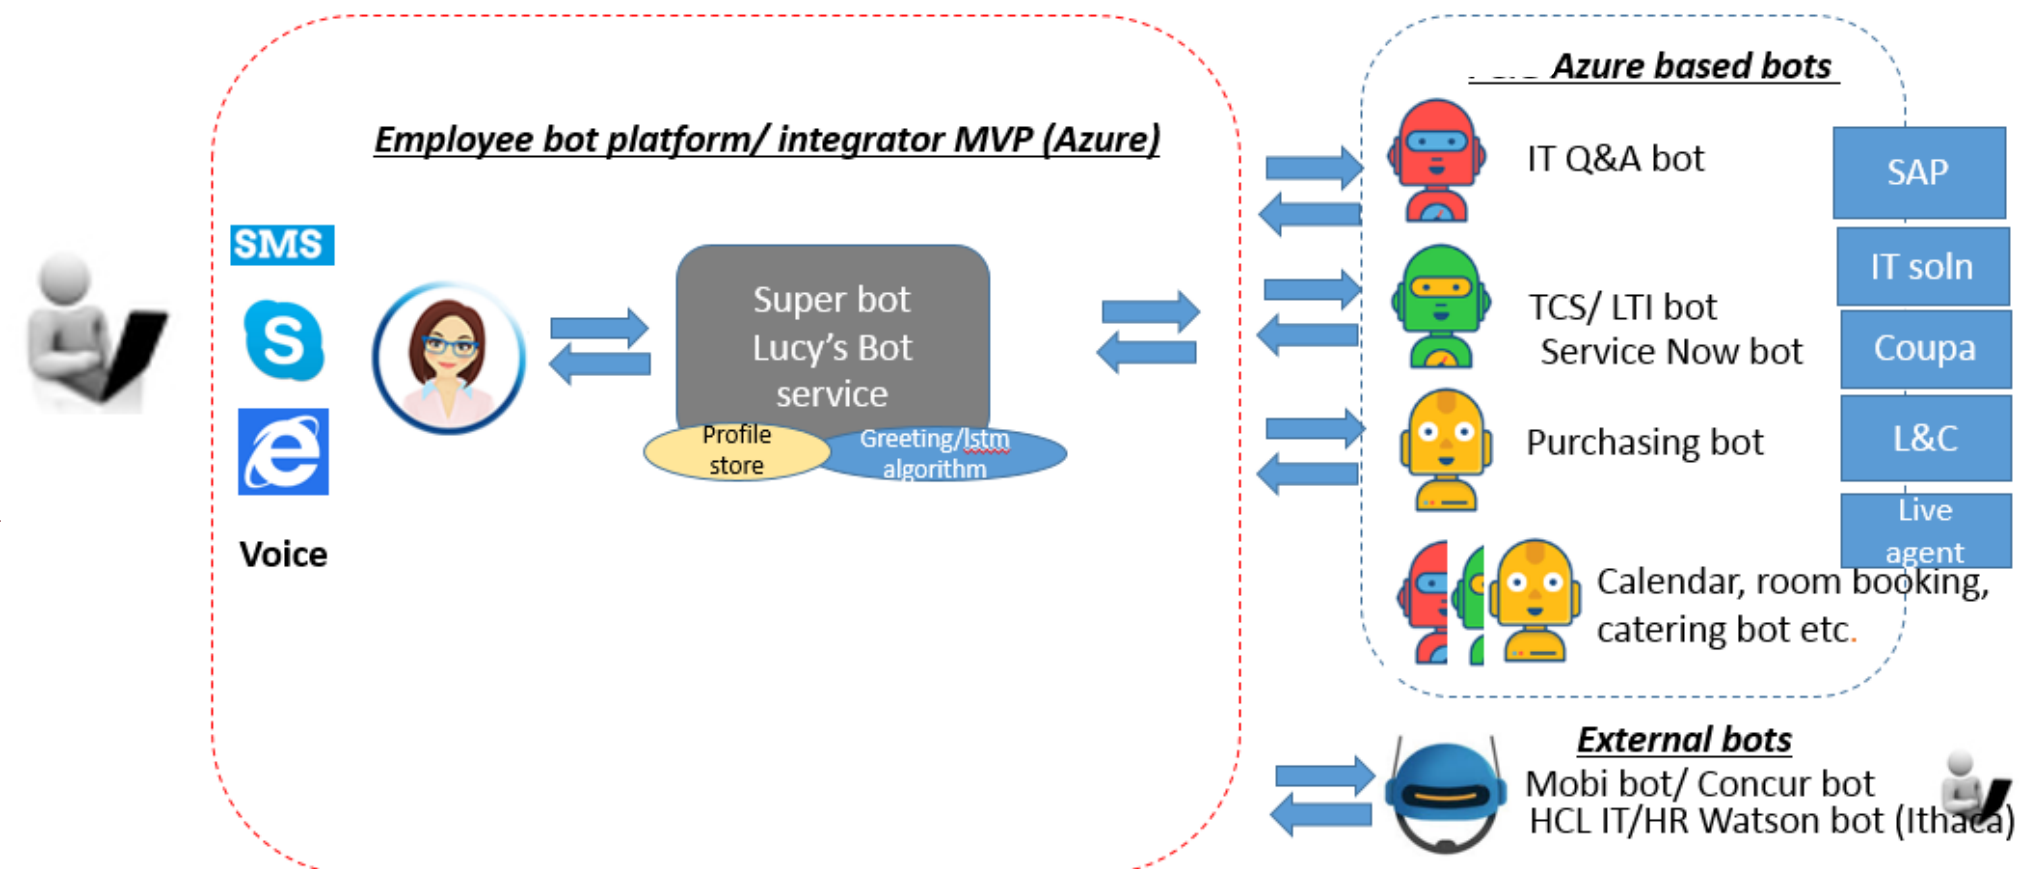 Azure based bots
Employee bot platform/ integrator MVP (Azure)
SMS
S
e
Voice
Super bot
Lucy’s Bot
service
Profile
store
Greeting/lstm
algorithm
IT Q&A bot
TCS/ LTI bot
Service Now bot
Purchasing bot
Calendar, room booking,
catering bot etc.
SAP
IT soln
Coupa
L&C
Live
agent
External bots
Mobi bot/ Concur bot
HCL IT/HR Watson bot (Ithaca)